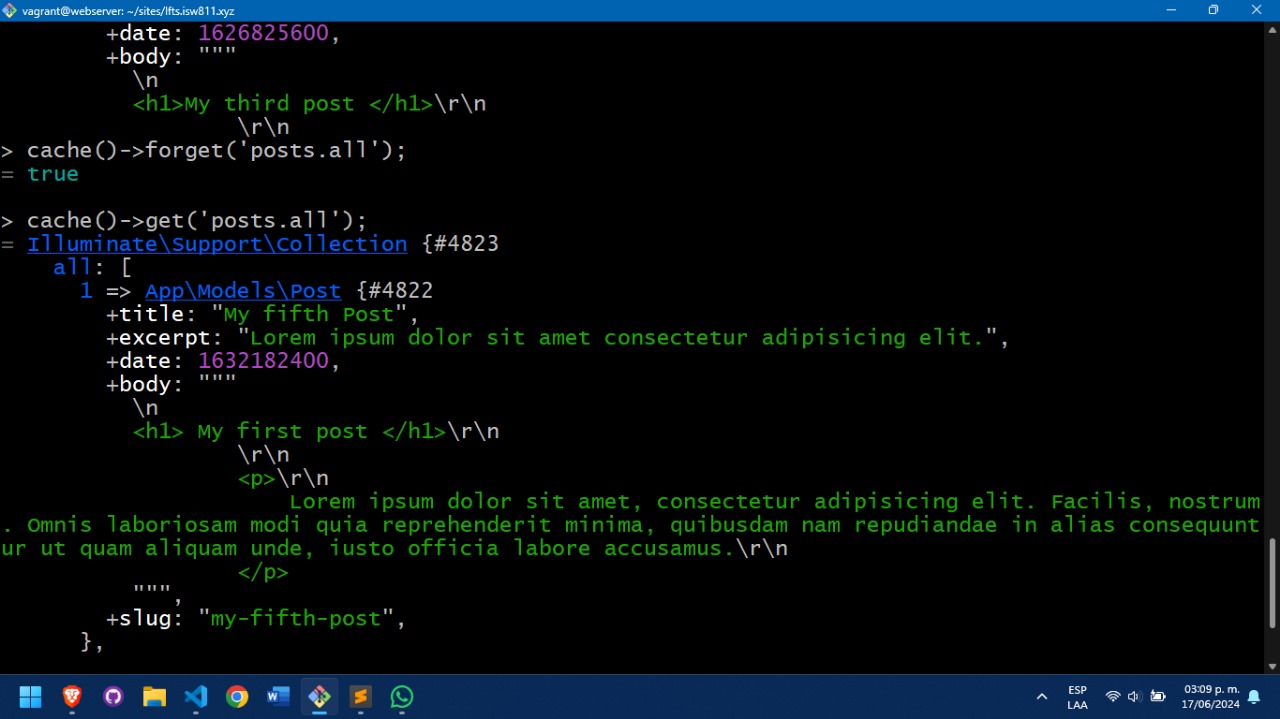 vagrant@webserver: ~/sites/lfts.isw811.xyz
+date: 1626825600,
+body: """
\n
<h1>My third post </h1>\r\n
\r\n
> cache()->forget('posts.all');
= true
> cache()->get('posts.all');
= Illuminate\Support\Collection {#4823
all: [
1 => App\Models\Post {#4822
+title: "My fifth Post",
+excerpt: "Lorem ipsum dolor sit amet consectetur adipisicing elit.",
+date: 1632182400,
+body: """
\n
<h1> My first post </h1>\r\n
\r\n
<p>\r\n
Lorem ipsum dolor sit amet, consectetur adipisicing elit. Facilis, nostrum
. Omnis laboriosam modi quia reprehenderit minima, quibusdam nam repudiandae in alias consequunt
ur ut quam aliquam unde, iusto officia labore accusamus.\r\n
</p>
""",
+slug: "my-fifth-post",
},
ESP
LAA
03:09 p. m.
17/06/2024